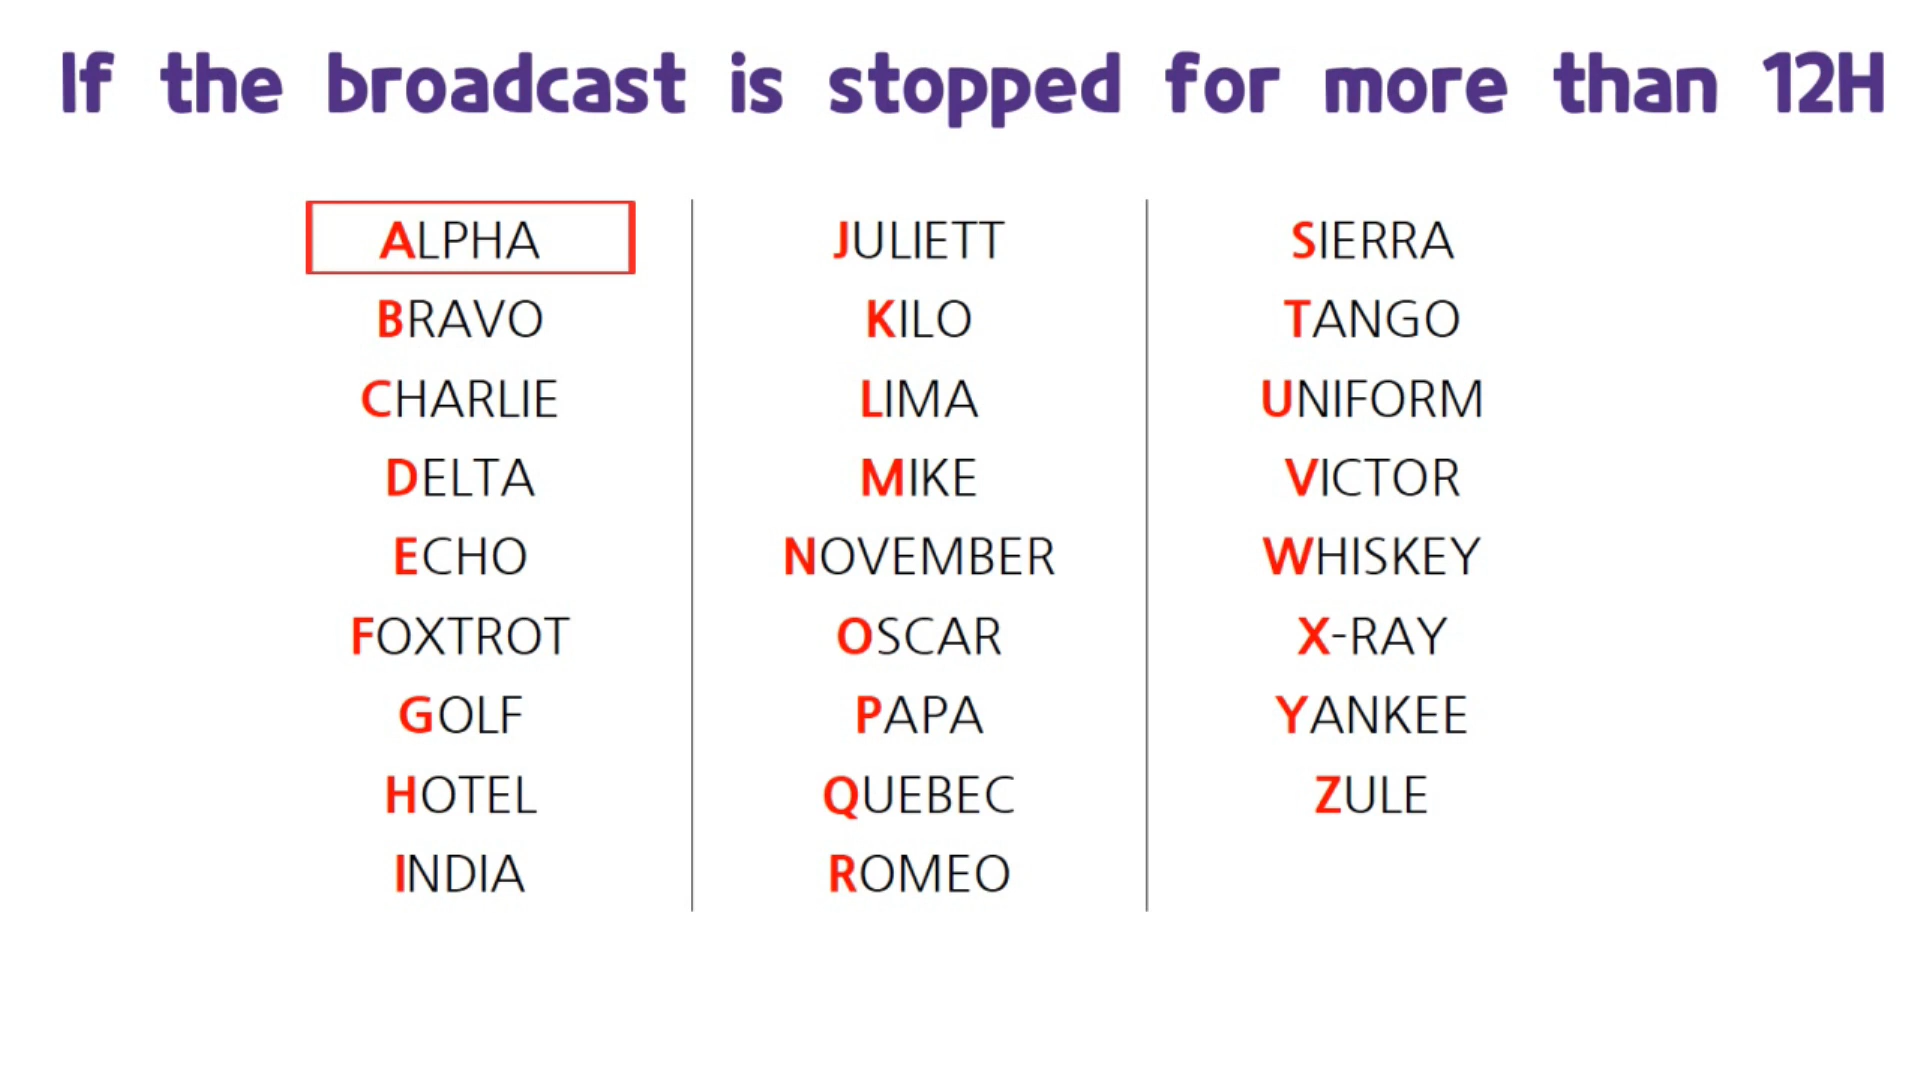 If the broadcast is stopped for more than 12H
ALPHA
BRAVO
CHARLIE
DELTA
ECHO
FOXTROT
GOLF
HOTEL
INDIA
JULIETT
KILO
LIMA
MIKE
NOVEMBER
OSCAR
PAPA
QUEBEC
ROMEO
SIERRA
TANGO
UNIFORM
VICTOR
WHISKEY
X-RAY
YANKEE
ZULE